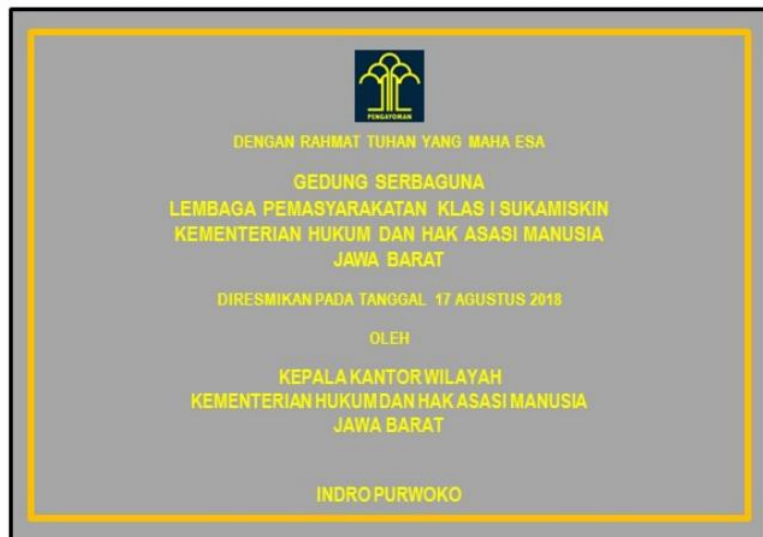 PENGAYOMAN
DENGAN RAHMAT TUHAN YANG MAHA ESA
GEDUNG SERBAGUNA
LEMBAGA PEMASYARAKATAN KLAS I SUKAMISKIN
KEMENTERIAN HUKUM DAN HAK ASASI MANUSIA
JAWA BARAT
DIRESMIKAN PADA TANGGAL 17 AGUSTUS 2018
OLEH
KEPALA KANTOR WILAYAH
KEMENTERIAN HUKUM DAN HAK ASASI MANUSIA
JAWA BARAT
INDRO PURWOKO